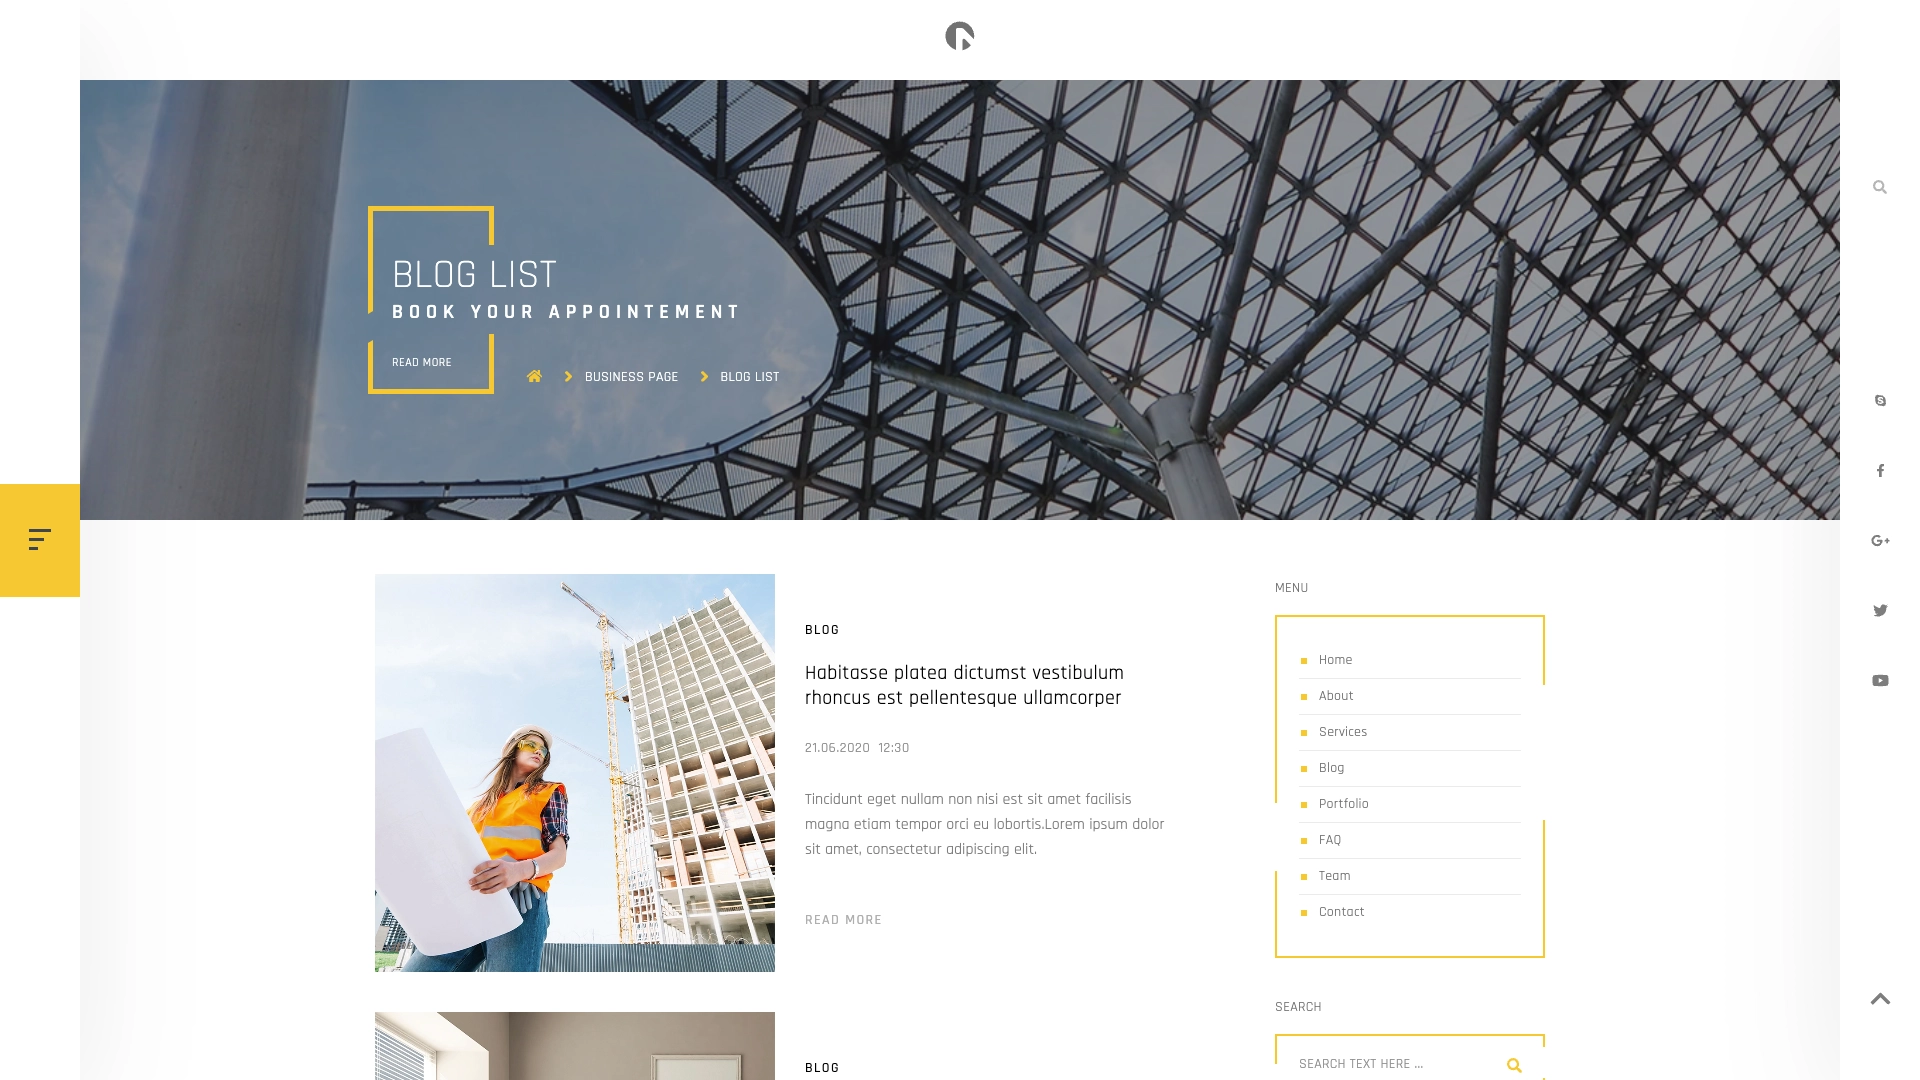 BLOG LIST
BOOK YOUR APPOINTEMENT
READ MORE
BUSINESS PAGE
BLOG LIST
BLOG
Habitasse platea dictumst vestibulum
rhoncus est pellentesque ullamcorper
21.06.2020 12:30
Tincidunt eget nullam non nisi est sit amet facilisis
magna etiam tempor orci eu lobortis.Lorem ipsum dolor
sit amet, consectetur adipiscing elit.
READ MORE
BLOG
MENU
Home
About
Services
Blog
Portfolio
FAQ
Team
Contact
SEARCH
SEARCH TEXT HERE ...